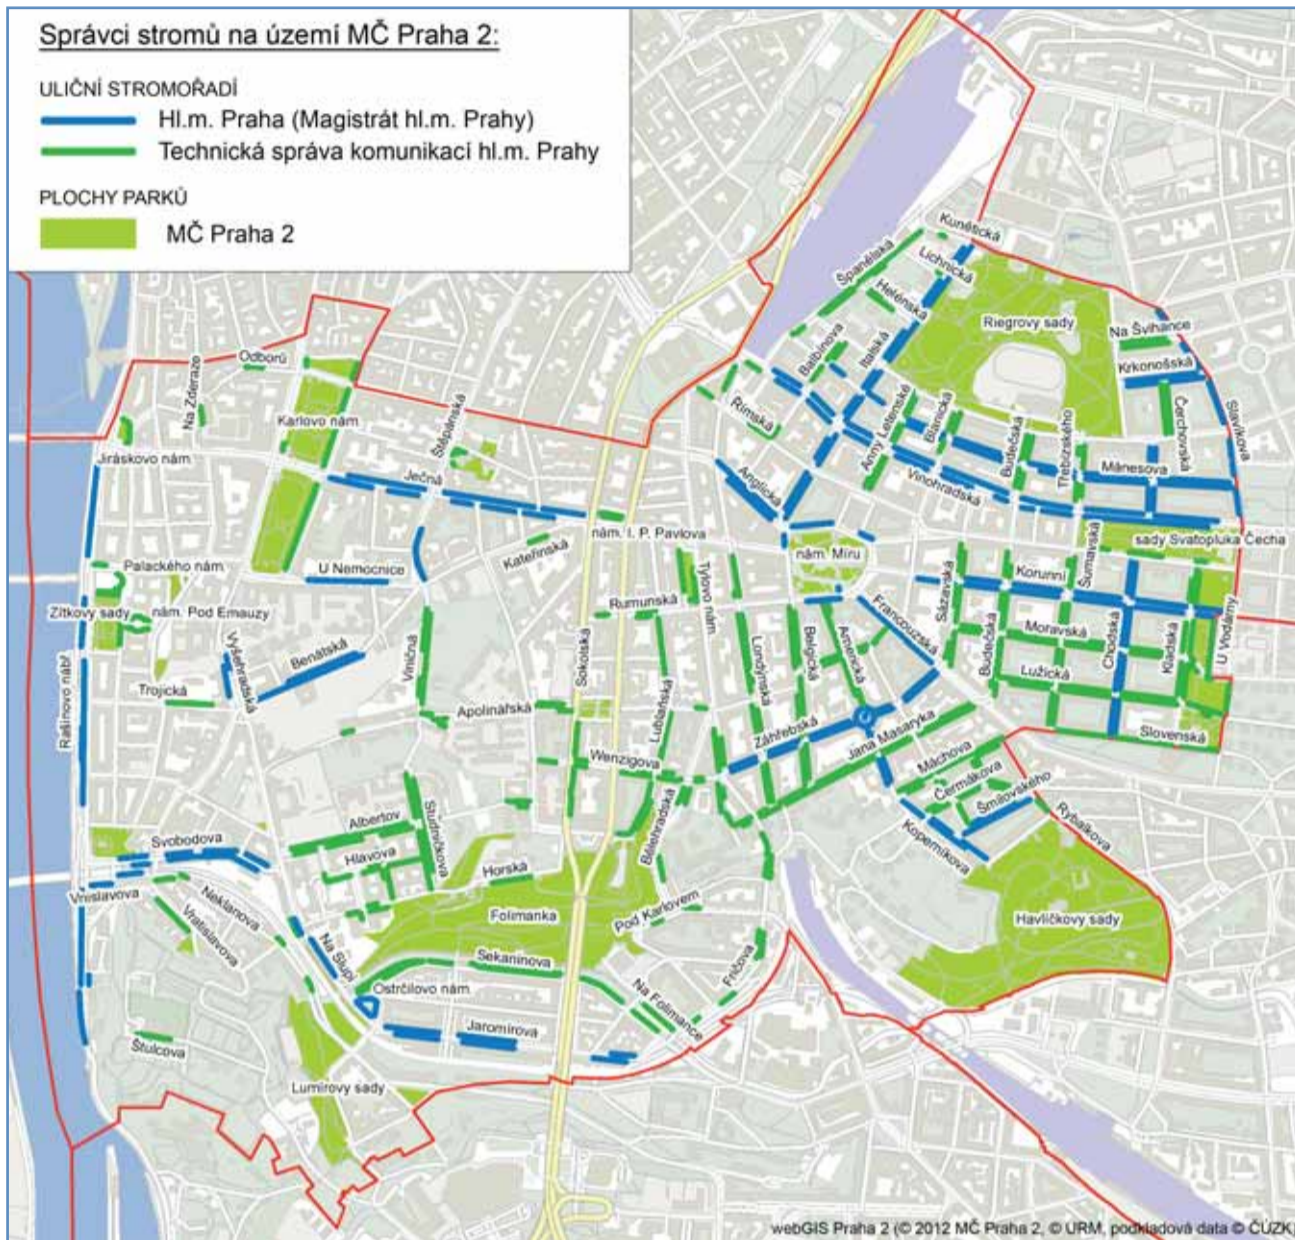 Správci stromů na území MČ Praha 2:
ULIČNÍ STROMOŘADÍ
Hl.m. Praha (Magistrát hl.m. Prahy)
Technická správa komunikací hl.m. Prahy
PLOCHY PARKŮ
MČ Praha 2
Kunětická
Španělská
Lichnická
Helénská
Riegrovy sady
Na Švihance
Balbínova
Italská
Krkonošská
Odborů
Na Zderaze
Karlovo nám.
Štěpánská
Římská
Anny Letenské
Blanická
Budečská
Třebízského
Čerchovská
Slavíkova
Jiráskovo nám.
Ječná
Anglická
Vinohradská
Mánesova
nám. I. P. Pavlova
Kateřinská
nám. Míru
Šumavská
sady Svatopluka Čecha
Palackého nám.
U Nemocnice
Tylovo nám.
Korunní
Sázavská
Zítkovy sady
nám. Pod Emauzy
Rumunská
Francouzská
Moravská
Vyšehradská
Benátská
Viničná
Sokolská
Londýnská
Belgická
Americká
Budečská
Lužická
Chodská
Kladská
U Vodárny
Rašínovo nábř.
Trojická
Apolinářská
Lublaňská
Záhřebská
Jana Masaryka
Slovenská
Wenzigova
Máchova
Čermákova
Šmilovského
Albertov
Studničkova
Bělehradská
Rybalkova
Svobodova
Hlavova
Koperníkova
Vnislavova
Neklanova
Horská
Vratislavova
Folimanka
Pod Karlovem
Havlíčkovy sady
Na Slupi
Sekaninova
Fričova
Ostrčilovo nám.
Na Folimance
Jaromírova
Štulcova
Lumírovy sady
webGIS Praha 2 (© 2012 MČ Praha 2, © URM, podkladová data © ČÚZK)